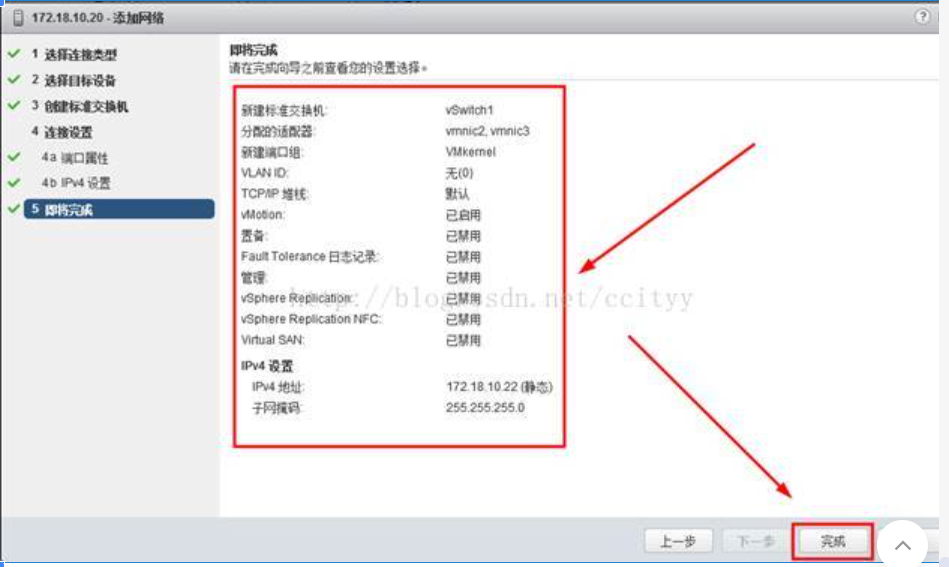 172.18.10.20 - 添加网络
?
1 选择连接类型
2 选择目标设备
3 创建标准交换机
4 连接设置
4a 端口属性
4b IPv4 设置
5 即将完成
即将完成
请在完成向导之前查看您的设置选择。
新建标准交换机: vSwitch1
分配的适配器: vmnic2, vmnic3
新建端口组: VMkernel
VLAN ID: 无(0)
TCP/IP 堆栈: 默认
vMotion: 已启用
置备: 已禁用
Fault Tolerance 日志记录: 已禁用
管理: 已禁用
vSphere Replication: 已禁用
vSphere Replication NFC: 已禁用
Virtual SAN: 已禁用
IPv4 设置
IPv4 地址: 172.18.10.22 (静态)
子网掩码: 255.255.255.0
http://blog.csdn.net/ccityy
上一步 下一步 完成